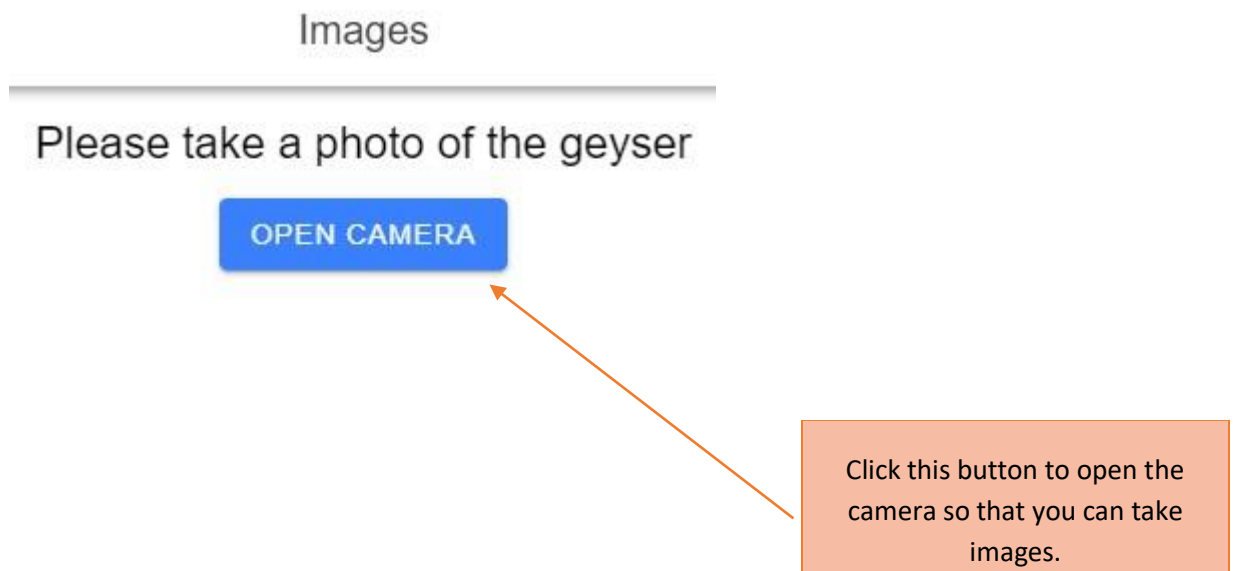 Images
Please take a photo of the geyser
OPEN CAMERA
Click this button to open the
camera so that you can take
images.